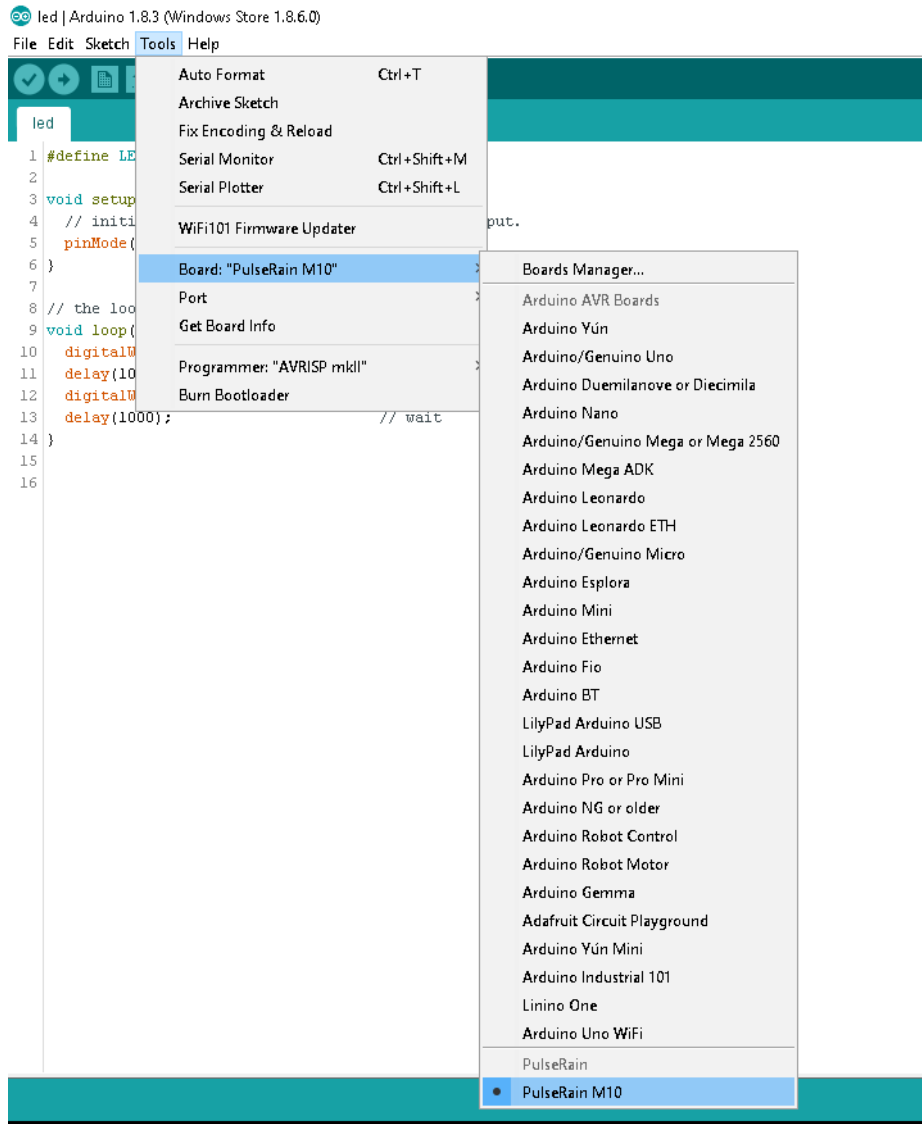 led | Arduino 1.8.3 (Windows Store 1.8.6.0)
File Edit Sketch Tools Help
led
1 #define LE
2
3 void setup
4 // initi put.
5 pinMode(
6 }
7
8 // the loo
9 void loop(
10 digitalW
11 delay(10
12 digitalW
13 delay(1000); // wait
14 }
15
16
Auto Format Ctrl+T
Archive Sketch
Fix Encoding & Reload
Serial Monitor Ctrl+Shift+M
Serial Plotter Ctrl+Shift+L
WiFi101 Firmware Updater
Board: "PulseRain M10"
Port
Get Board Info
Programmer: "AVRISP mkII"
Burn Bootloader
Boards Manager...
Arduino AVR Boards
Arduino Yún
Arduino/Genuino Uno
Arduino Duemilanove or Diecimila
Arduino Nano
Arduino/Genuino Mega or Mega 2560
Arduino Mega ADK
Arduino Leonardo
Arduino Leonardo ETH
Arduino/Genuino Micro
Arduino Esplora
Arduino Mini
Arduino Ethernet
Arduino Fio
Arduino BT
LilyPad Arduino USB
LilyPad Arduino
Arduino Pro or Pro Mini
Arduino NG or older
Arduino Robot Control
Arduino Robot Motor
Arduino Gemma
Adafruit Circuit Playground
Arduino Yún Mini
Arduino Industrial 101
Linino One
Arduino Uno WiFi
PulseRain
PulseRain M10